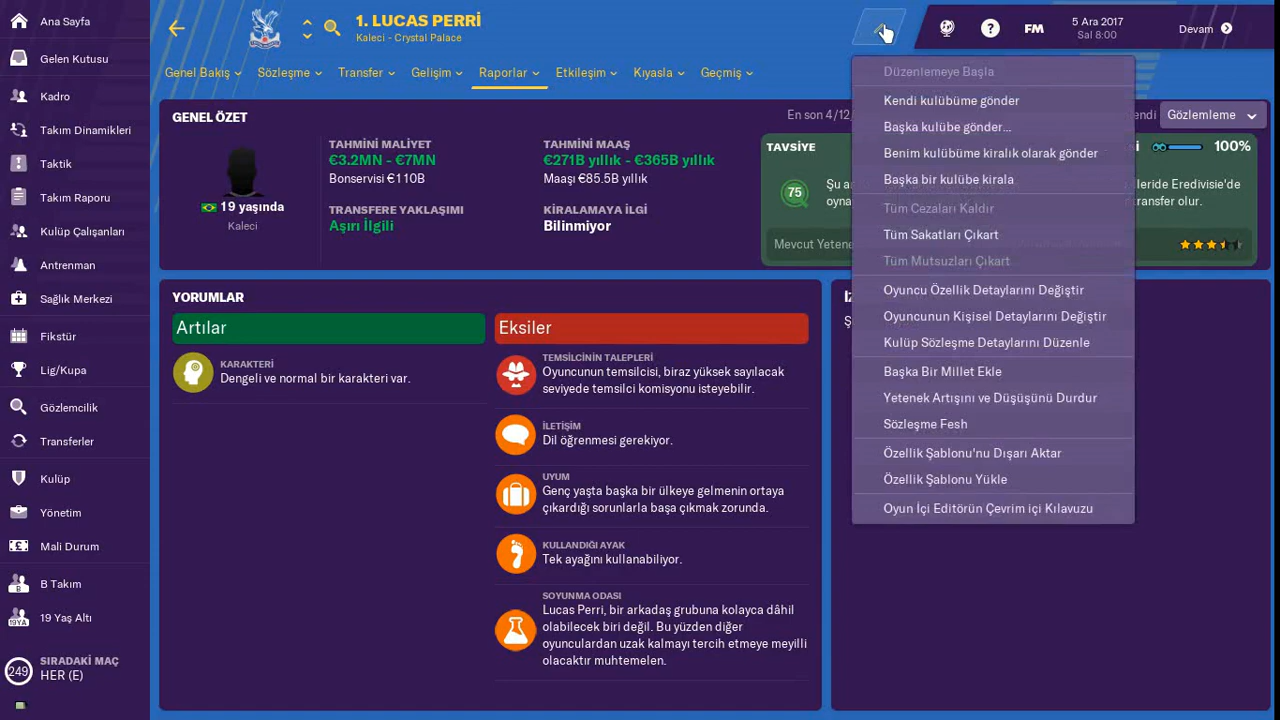 Ana Sayfa
Gelen Kutusu
Kadro
Takım Dinamikleri
Taktik
Takım Raporu
Kulüp Çalışanları
Antrenman
Sağlık Merkezi
Fikstür
Lig/Kupa
Gözlemcilik
Transferler
Kulüp
Yönetim
Mali Durum
B Takım
B
19 Yaş Altı
19YA
249
SIRADAKİ MAÇ
HER (E)
1. LUCAS PERRİ
Kaleci - Crystal Palace
?
FM
5 Ara 2017
Sal 8:00
Devam
Genel Bakış
Sözleşme
Transfer
Gelişim
Raporlar
Etkileşim
Kıyasla
Geçmiş
GENEL ÖZET
En son 4/12,
Gözlemleme
19 yaşında
Kaleci
TAHMİNİ MALİYET
€3.2MN - €7MN
Bonservisi €110B
TAHMİNİ MAAŞ
€271B yıllık - €365B yıllık
Maaşı €85.5B yıllık
TRANSFERE YAKLAŞIMI
Aşırı İlgili
KİRALAMAYA İLGİ
Bilinmiyor
TAVSİYE
100%
75
Şu
Eredivisie'de
transfer olur.
YORUMLAR
Artılar
KARAKTERİ
Dengeli ve normal bir karakteri var.
Eksiler
TEMSİLCİNİN TALEPLERİ
Oyuncunun temsilcisi, biraz yüksek sayılacak
seviyede temsilci komisyonu isteyebilir.
İLETİŞİM
Dil öğrenmesi gerekiyor.
UYUM
Genç yaşta başka bir ülkeye gelmenin ortaya
çıkardığı sorunlarla başa çıkmak zorunda.
KULLANDIĞI AYAK
Tek ayağını kullanabiliyor.
SOYUNMA ODASI
Lucas Perri, bir arkadaş grubuna kolayca dâhil
olabilecek biri değil. Bu yüzden diğer
oyunculardan uzak kalmayı tercih etmeye meyilli
olacaktır muhtemelen.
Düzenlemeye Başla
Kendi kulübüme gönder
Başka kulübe gönder...
Benim kulübüme kiralık olarak gönder
Başka bir kulübe kirala
Tüm Cezaları Kaldır
Tüm Sakatları Çıkart
Tüm Mutsuzları Çıkart
Oyuncu Özellik Detaylarını Değiştir
Oyuncunun Kişisel Detaylarını Değiştir
Kulüp Sözleşme Detaylarını Düzenle
Başka Bir Millet Ekle
Yetenek Artışını ve Düşüşünü Durdur
Sözleşme Fesh
Özellik Şablonu'nu Dışarı Aktar
Özellik Şablonu Yükle
Oyun İçi Editörün Çevrim içi Kılavuzu